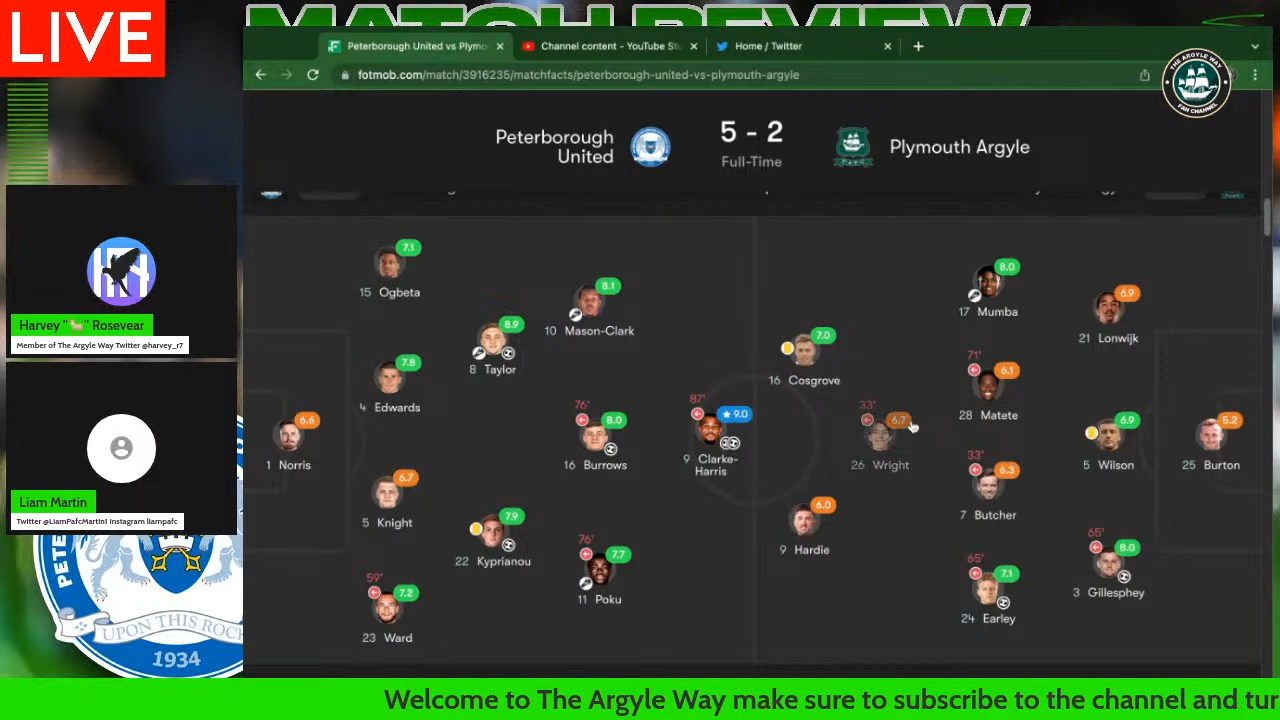 LIVE
MATCH REVIEW
Peterborough United vs Plymo
Channel content - YouTube Stu
Home / Twitter
fotmob.com/match/3916235/matchfacts/peterborough-united-vs-plymouth-argyle
THE ARGYLE WAY
FAN CHANNEL
Peterborough United
5 - 2
Full-Time
Plymouth Argyle
7.1
15 Ogbeta
8.1
10 Mason-Clark
8.9
8 Taylor
7.8
4 Edwards
6.6
1 Norris
76'
8.0
16 Burrows
87'
9.0
9 Clarke-Harris
6.7
5 Knight
7.9
22 Kyprianou
76'
7.7
11 Poku
59'
7.2
23 Ward
8.0
17 Mumba
6.9
21 Lonwijk
7.0
16 Cosgrove
71'
6.1
28 Matete
33'
6.7
26 Wright
6.9
5 Wilson
5.2
25 Burton
33'
6.3
7 Butcher
6.0
9 Hardie
65'
8.0
3 Gillesphey
65'
7.1
24 Earley
Harvey "🐐" Rosevear
Member of The Argyle Way Twitter @harvey_r7
Liam Martin
Twitter @LiamPafcMartin1 Instagram liampafc
PETE
UPON THIS ROCK
1934
Welcome to The Argyle Way make sure to subscribe to the channel and tur